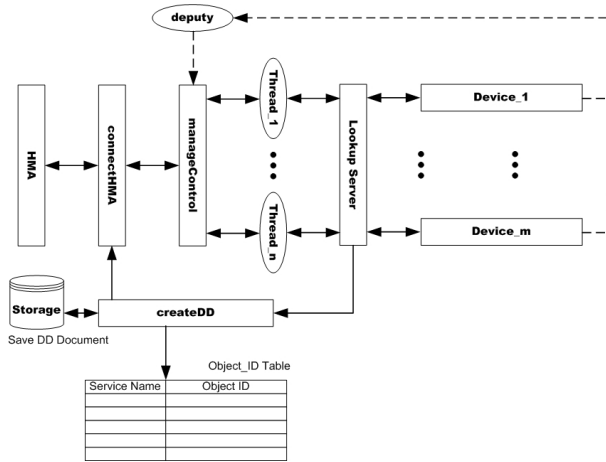 deputy
HMA
connectHMA
manageControl
Thread_1
Thread_n
Lookup Server
Device_1
Device_m
Storage
createDD
Save DD Document
Object_ID Table
Service Name Object ID